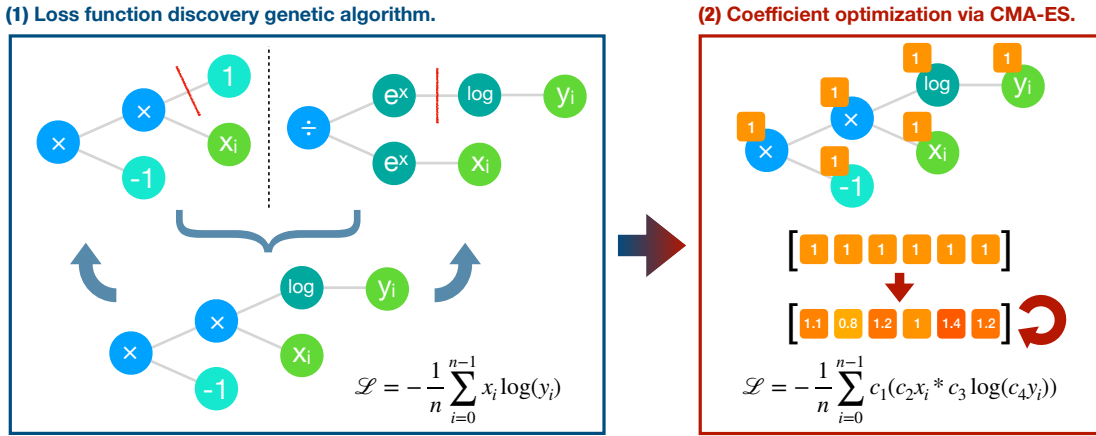 (1) Loss function discovery genetic algorithm.
1
×
×
xᵢ
-1
eˣ
log
yᵢ
÷
eˣ
xᵢ
log
yᵢ
×
×
xᵢ
-1
ℒ = − 1/n ∑_{i=0}^{n−1} xᵢ log(yᵢ)
(2) Coefficient optimization via CMA-ES.
1
log
1
yᵢ
1
×
1
×
1
xᵢ
1
-1
[ 1 1 1 1 1 1 ]
[ 1.1 0.8 1.2 1 1.4 1.2 ]
ℒ = − 1/n ∑_{i=0}^{n−1} c₁(c₂xᵢ * c₃ log(c₄yᵢ))